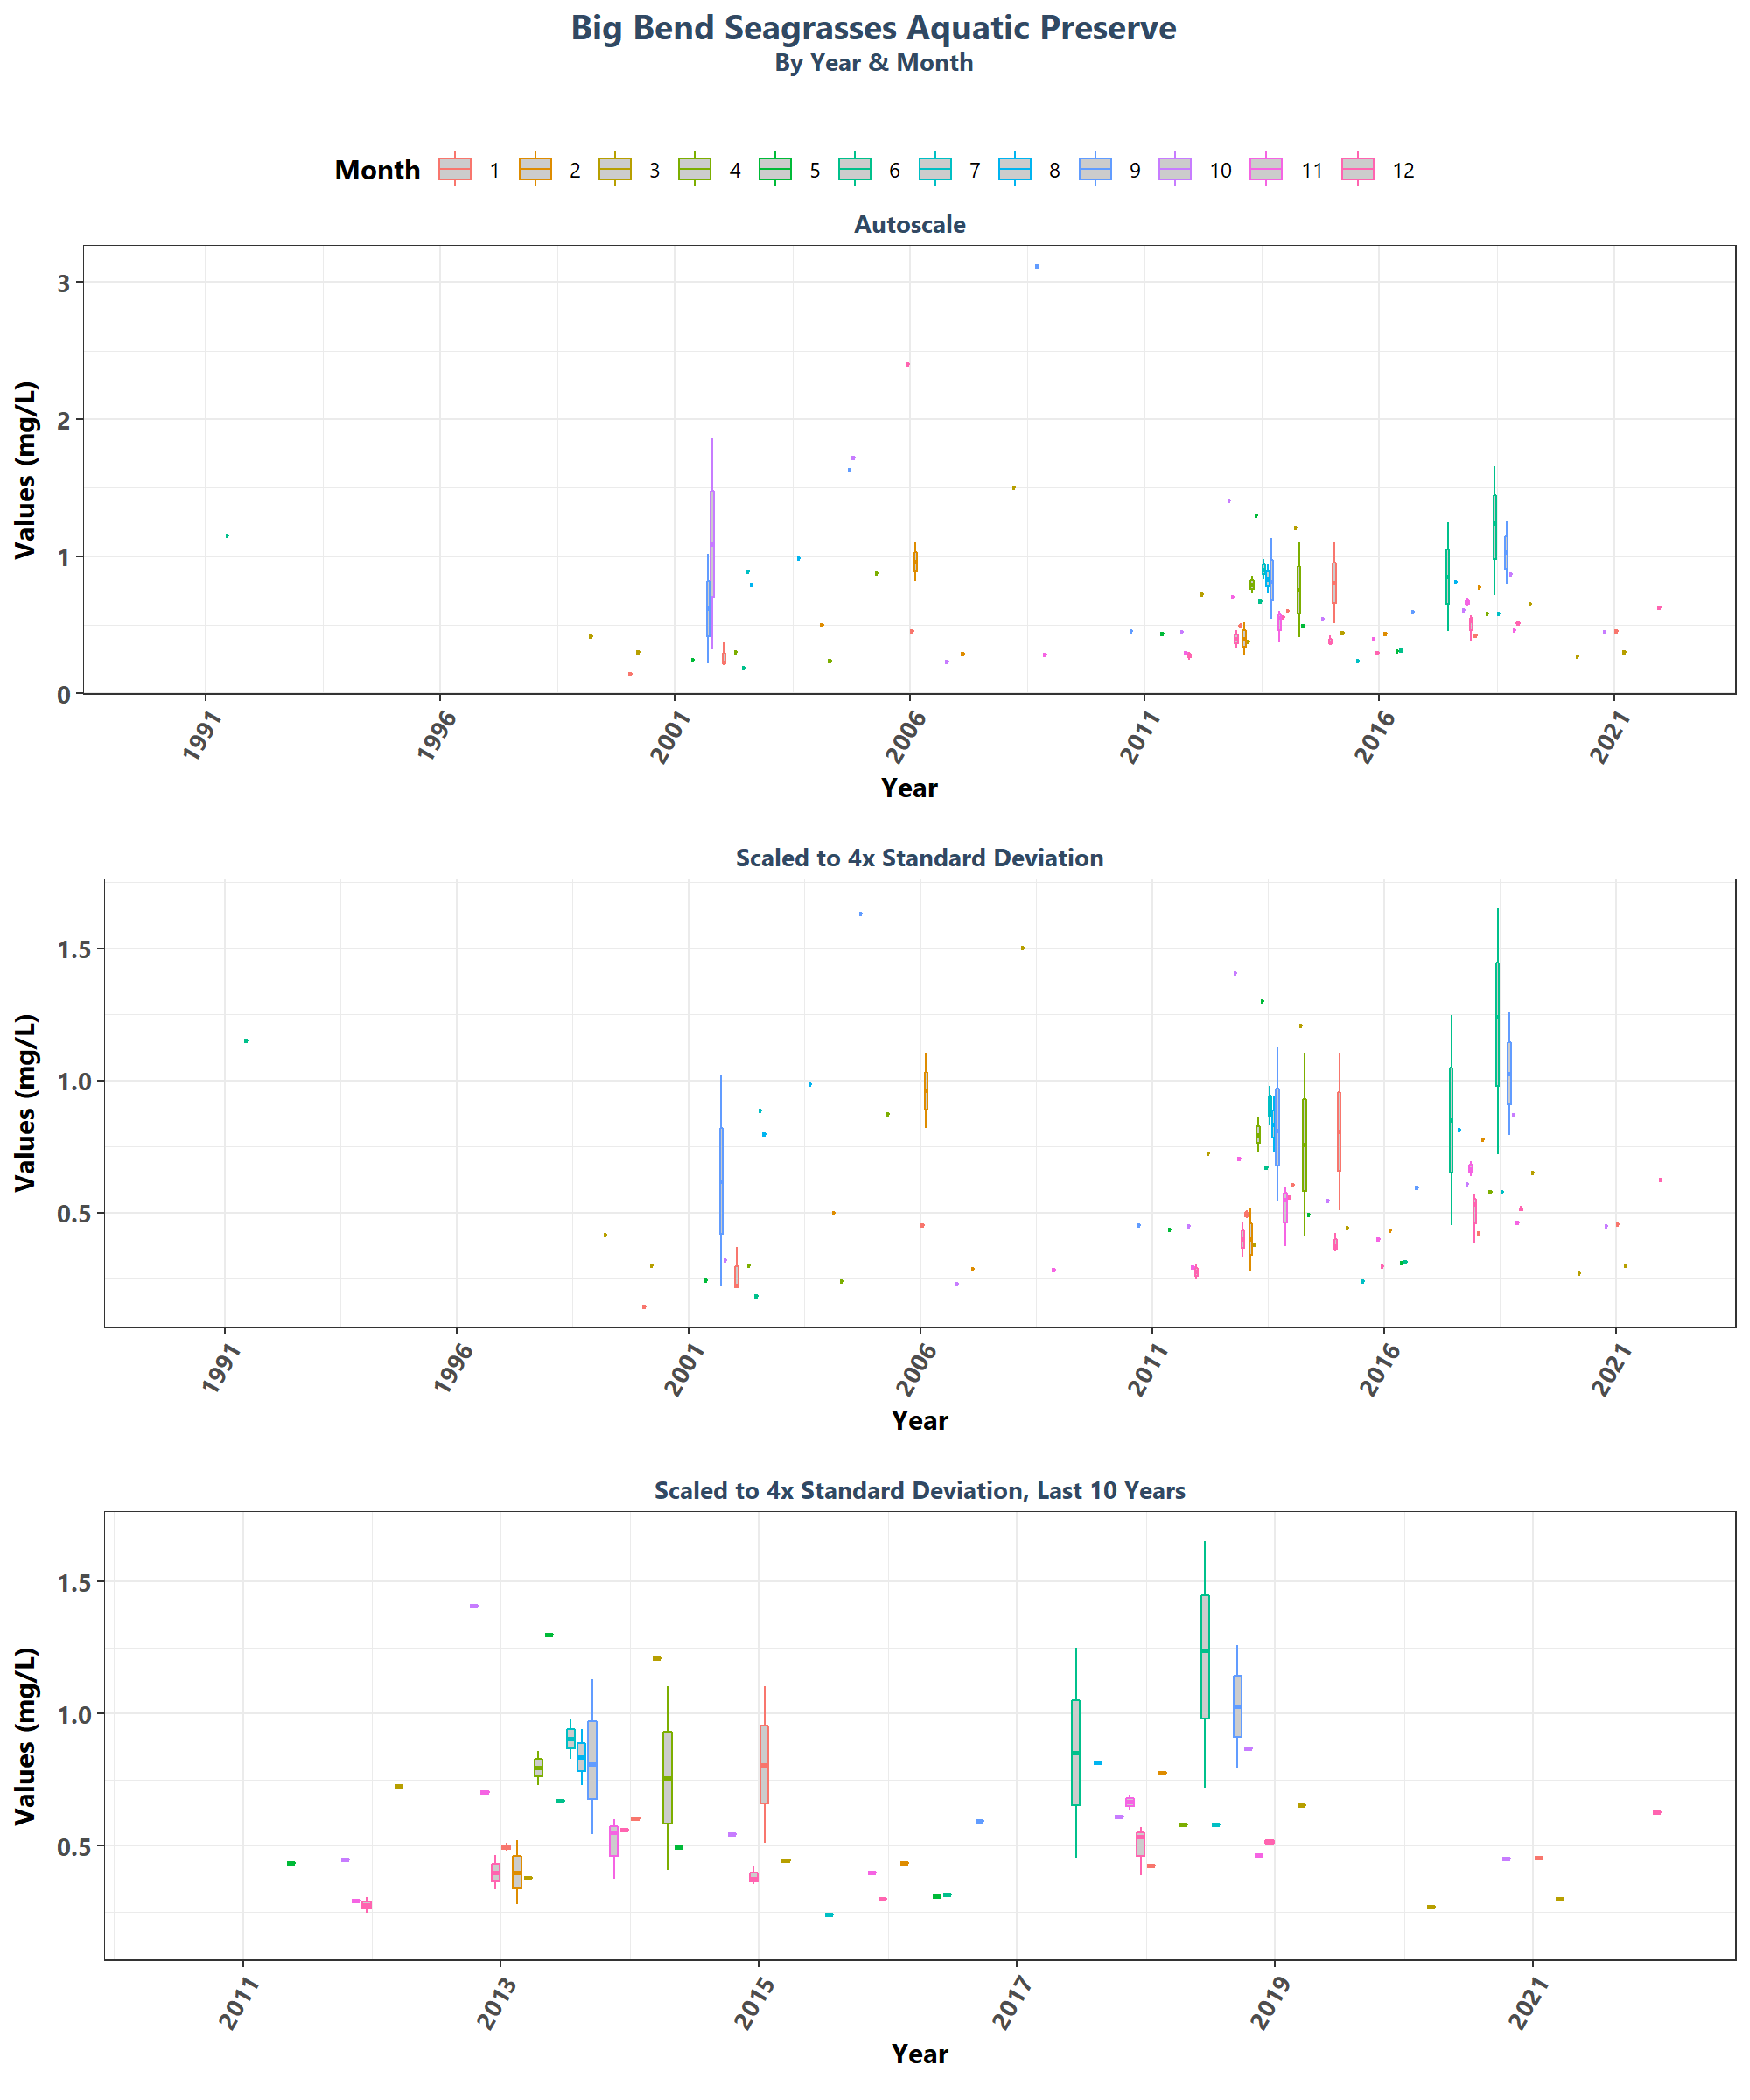 Big Bend Seagrasses Aquatic Preserve
By Year & Month
Month 1 2 3 4 5 6 7 8 9 10 11 12
Autoscale
Values (mg/L)
3
2
1
0
1991 1996 2001 2006 2011 2016 2021
Year
Scaled to 4x Standard Deviation
Values (mg/L)
1.5
1.0
0.5
1991 1996 2001 2006 2011 2016 2021
Year
Scaled to 4x Standard Deviation, Last 10 Years
Values (mg/L)
1.5
1.0
0.5
2011 2013 2015 2017 2019 2021
Year